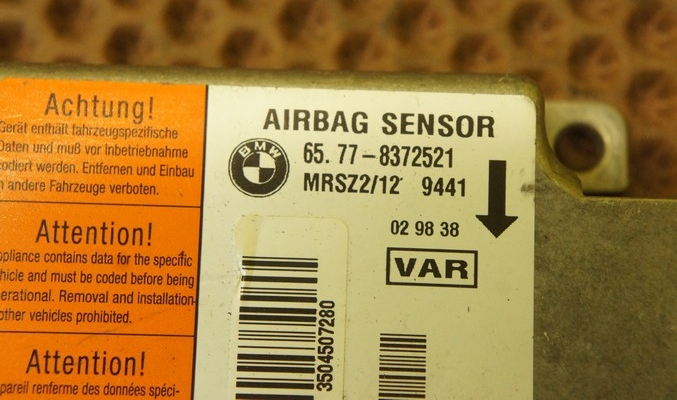 Achtung!
Gerät enthält fahrzeugspezifische
Daten und muß vor Inbetriebnahme
codiert werden. Entfernen und Einbau
in andere Fahrzeuge verboten.
Attention!
appliance contains data for the specific
vehicle and must be coded before being
operational. Removal and installation
other vehicles prohibited.
Attention!
appareil renferme des données spéci-
AIRBAG SENSOR
BMW
65. 77-8372521
MRSZ2/12 9441
02 98 38
VAR
3504507280